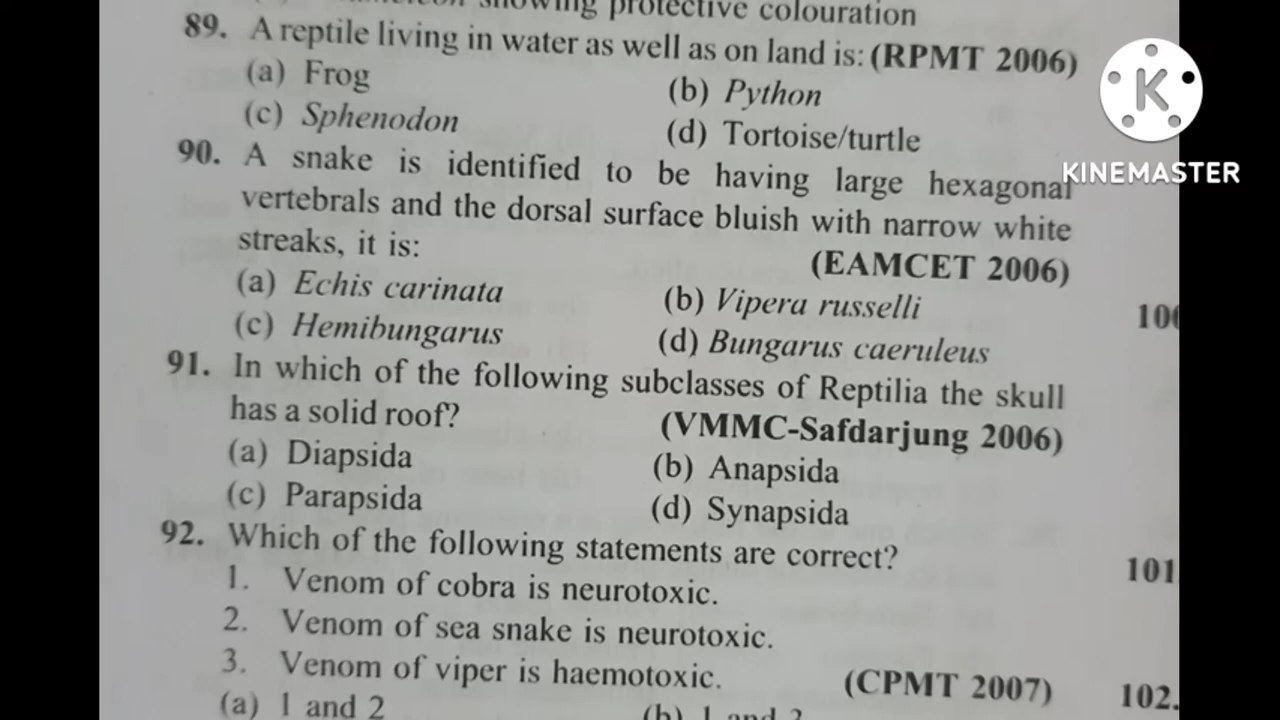 showing protective colouration
89. A reptile living in water as well as on land is: (RPMT 2006)
(a) Frog (b) Python
(c) Sphenodon (d) Tortoise/turtle
90. A snake is identified to be having large hexagonal
vertebrals and the dorsal surface bluish with narrow white
streaks, it is: (EAMCET 2006)
(a) Echis carinata (b) Vipera russelli
(c) Hemibungarus (d) Bungarus caeruleus
91. In which of the following subclasses of Reptilia the skull
has a solid roof? (VMMC-Safdarjung 2006)
(a) Diapsida (b) Anapsida
(c) Parapsida (d) Synapsida
92. Which of the following statements are correct?
1. Venom of cobra is neurotoxic.
2. Venom of sea snake is neurotoxic.
3. Venom of viper is haemotoxic. (CPMT 2007)
(a) 1 and 2 (b) 1 and
K
KINEMASTER
101.
102.